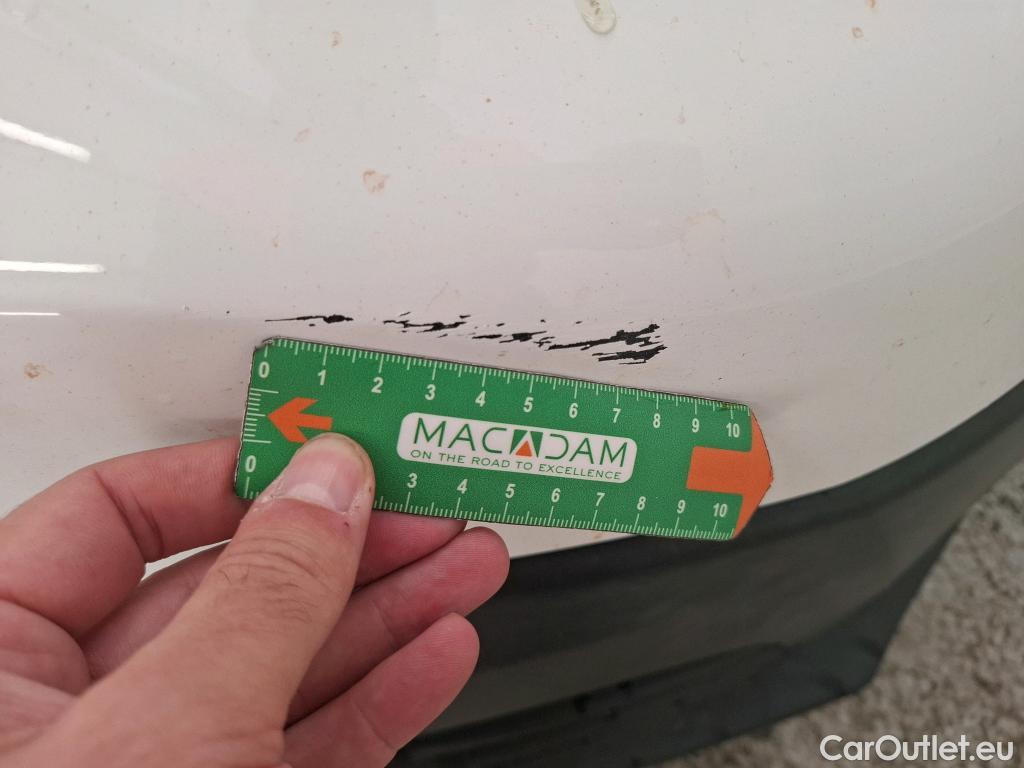 0 1 2 3 4 5 6 7 8 9 10
MACADAM
ON THE ROAD TO EXCELLENCE
0 3 4 5 6 7 8 9 10
CarOutlet.eu